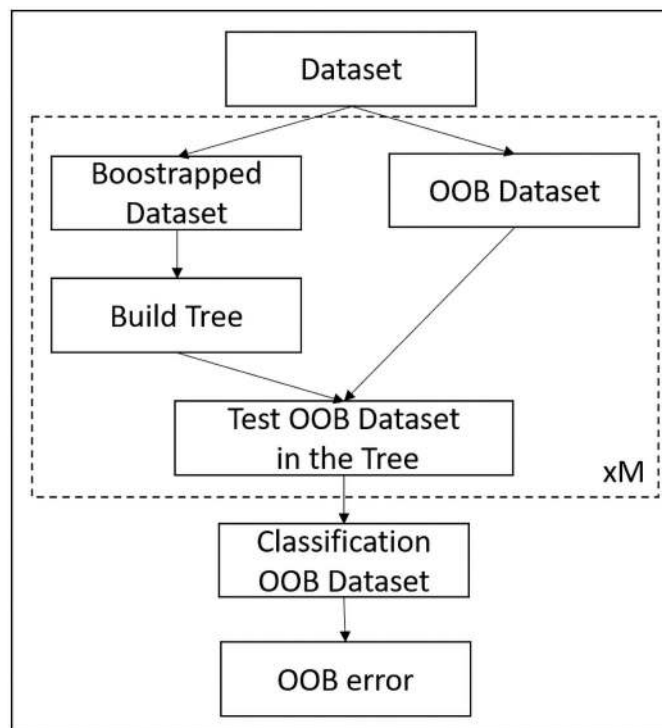 Dataset
Boostrapped
Dataset
OOB Dataset
Build Tree
Test OOB Dataset
in the Tree
xM
Classification
OOB Dataset
OOB error